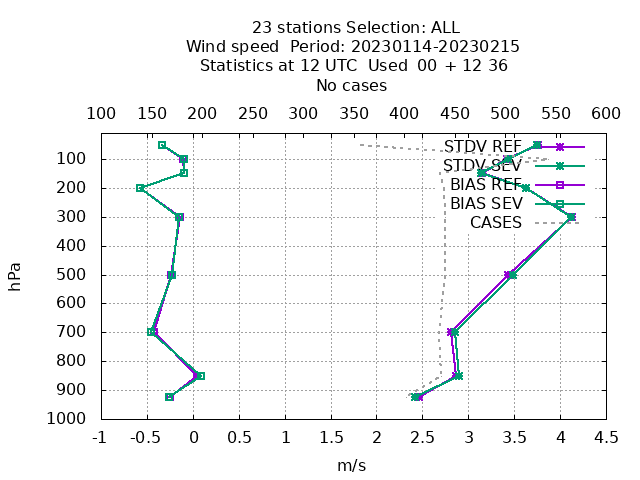 23 stations Selection: ALL
Wind speed  Period: 20230114-20230215
Statistics at 12 UTC  Used  00 + 12 36
No cases
100 150 200 250 300 350 400 450 500 550 600
STDV REF
100
STDV SEV
200
BIAS REF
BIAS SEV
300
CASES
400
500
600
700
800
900
1000
hPa
-1 -0.5 0 0.5 1 1.5 2 2.5 3 3.5 4 4.5
m/s